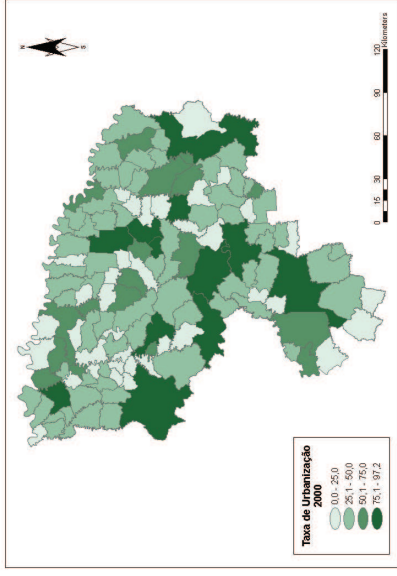 N
S
Taxa de Urbanização
2000
0,0 - 25,0
25,1 - 50,0
50,1 - 75,0
75,1 - 97,2
0 15 30 60 90 120
Kilometers